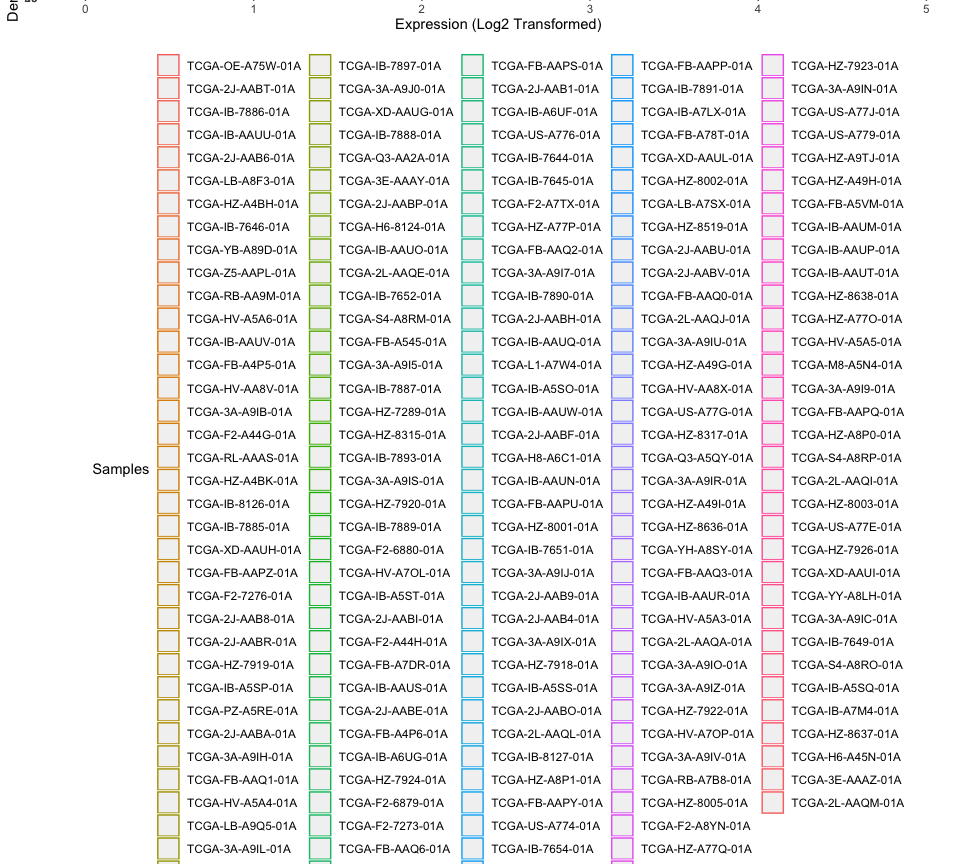 Den
0 1 2 3 4 5
Expression (Log2 Transformed)
Samples
TCGA-OE-A75W-01A TCGA-IB-7897-01A TCGA-FB-AAPS-01A TCGA-FB-AAPP-01A TCGA-HZ-7923-01A
TCGA-2J-AABT-01A TCGA-3A-A9J0-01A TCGA-2J-AAB1-01A TCGA-IB-7891-01A TCGA-3A-A9IN-01A
TCGA-IB-7886-01A TCGA-XD-AAUG-01A TCGA-IB-A6UF-01A TCGA-IB-A7LX-01A TCGA-US-A77J-01A
TCGA-IB-AAUU-01A TCGA-IB-7888-01A TCGA-US-A776-01A TCGA-FB-A78T-01A TCGA-US-A779-01A
TCGA-2J-AAB6-01A TCGA-Q3-AA2A-01A TCGA-IB-7644-01A TCGA-XD-AAUL-01A TCGA-HZ-A9TJ-01A
TCGA-LB-A8F3-01A TCGA-3E-AAAY-01A TCGA-IB-7645-01A TCGA-HZ-8002-01A TCGA-HZ-A49H-01A
TCGA-HZ-A4BH-01A TCGA-2J-AABP-01A TCGA-F2-A7TX-01A TCGA-LB-A7SX-01A TCGA-FB-A5VM-01A
TCGA-IB-7646-01A TCGA-H6-8124-01A TCGA-HZ-A77P-01A TCGA-HZ-8519-01A TCGA-IB-AAUM-01A
TCGA-YB-A89D-01A TCGA-IB-AAUO-01A TCGA-FB-AAQ2-01A TCGA-2J-AABU-01A TCGA-IB-AAUP-01A
TCGA-Z5-AAPL-01A TCGA-2L-AAQE-01A TCGA-3A-A9I7-01A TCGA-2J-AABV-01A TCGA-IB-AAUT-01A
TCGA-RB-AA9M-01A TCGA-IB-7652-01A TCGA-IB-7890-01A TCGA-FB-AAQ0-01A TCGA-HZ-8638-01A
TCGA-HV-A5A6-01A TCGA-S4-A8RM-01A TCGA-2J-AABH-01A TCGA-2L-AAQJ-01A TCGA-HZ-A77O-01A
TCGA-IB-AAUV-01A TCGA-FB-A545-01A TCGA-IB-AAUQ-01A TCGA-3A-A9IU-01A TCGA-HV-A5A5-01A
TCGA-FB-A4P5-01A TCGA-3A-A9I5-01A TCGA-L1-A7W4-01A TCGA-HZ-A49G-01A TCGA-M8-A5N4-01A
TCGA-HV-AA8V-01A TCGA-IB-7887-01A TCGA-IB-A5SO-01A TCGA-HV-AA8X-01A TCGA-3A-A9I9-01A
TCGA-3A-A9IB-01A TCGA-HZ-7289-01A TCGA-IB-AAUW-01A TCGA-US-A77G-01A TCGA-FB-AAPQ-01A
TCGA-F2-A44G-01A TCGA-HZ-8315-01A TCGA-2J-AABF-01A TCGA-HZ-8317-01A TCGA-HZ-A8P0-01A
TCGA-RL-AAAS-01A TCGA-IB-7893-01A TCGA-H8-A6C1-01A TCGA-Q3-A5QY-01A TCGA-S4-A8RP-01A
TCGA-HZ-A4BK-01A TCGA-3A-A9IS-01A TCGA-IB-AAUN-01A TCGA-3A-A9IR-01A TCGA-2L-AAQI-01A
TCGA-IB-8126-01A TCGA-HZ-7920-01A TCGA-FB-AAPU-01A TCGA-HZ-A49I-01A TCGA-HZ-8003-01A
TCGA-IB-7885-01A TCGA-IB-7889-01A TCGA-HZ-8001-01A TCGA-HZ-8636-01A TCGA-US-A77E-01A
TCGA-XD-AAUH-01A TCGA-F2-6880-01A TCGA-IB-7651-01A TCGA-YH-A8SY-01A TCGA-HZ-7926-01A
TCGA-FB-AAPZ-01A TCGA-HV-A7OL-01A TCGA-3A-A9IJ-01A TCGA-FB-AAQ3-01A TCGA-XD-AAUI-01A
TCGA-F2-7276-01A TCGA-IB-A5ST-01A TCGA-2J-AAB9-01A TCGA-IB-AAUR-01A TCGA-YY-A8LH-01A
TCGA-2J-AAB8-01A TCGA-2J-AABI-01A TCGA-2J-AAB4-01A TCGA-HV-A5A3-01A TCGA-3A-A9IC-01A
TCGA-2J-AABR-01A TCGA-F2-A44H-01A TCGA-3A-A9IX-01A TCGA-2L-AAQA-01A TCGA-IB-7649-01A
TCGA-HZ-7919-01A TCGA-FB-A7DR-01A TCGA-HZ-7918-01A TCGA-3A-A9IO-01A TCGA-S4-A8RO-01A
TCGA-IB-A5SP-01A TCGA-IB-AAUS-01A TCGA-IB-A5SS-01A TCGA-3A-A9IZ-01A TCGA-IB-A5SQ-01A
TCGA-PZ-A5RE-01A TCGA-2J-AABE-01A TCGA-2J-AABO-01A TCGA-HZ-7922-01A TCGA-IB-A7M4-01A
TCGA-2J-AABA-01A TCGA-FB-A4P6-01A TCGA-2L-AAQL-01A TCGA-HV-A7OP-01A TCGA-HZ-8637-01A
TCGA-3A-A9IH-01A TCGA-IB-A6UG-01A TCGA-IB-8127-01A TCGA-3A-A9IV-01A TCGA-H6-A45N-01A
TCGA-FB-AAQ1-01A TCGA-HZ-7924-01A TCGA-HZ-A8P1-01A TCGA-RB-A7B8-01A TCGA-3E-AAAZ-01A
TCGA-HV-A5A4-01A TCGA-F2-6879-01A TCGA-FB-AAPY-01A TCGA-HZ-8005-01A TCGA-2L-AAQM-01A
TCGA-LB-A9Q5-01A TCGA-F2-7273-01A TCGA-US-A774-01A TCGA-F2-A8YN-01A
TCGA-3A-A9IL-01A TCGA-FB-AAQ6-01A TCGA-IB-7654-01A TCGA-HZ-A77Q-01A